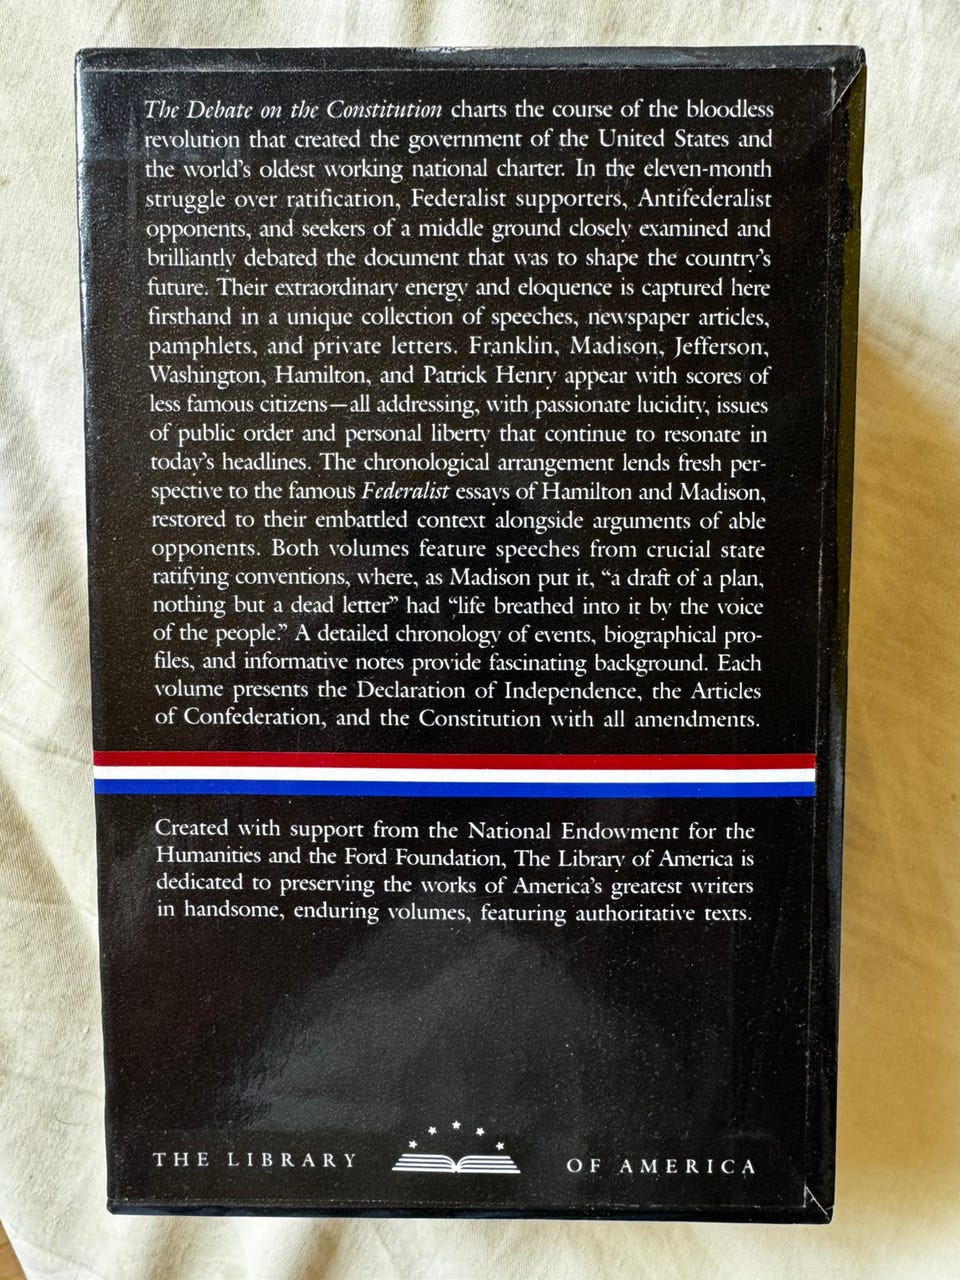 The Debate on the Constitution charts the course of the bloodless
revolution that created the government of the United States and
the world's oldest working national charter. In the eleven-month
struggle over ratification, Federalist supporters, Antifederalist
opponents, and seekers of a middle ground closely examined and
brilliantly debated the document that was to shape the country's
future. Their extraordinary energy and eloquence is captured here
firsthand in a unique collection of speeches, newspaper articles,
pamphlets, and private letters. Franklin, Madison, Jefferson,
Washington, Hamilton, and Patrick Henry appear with scores of
less famous citizens—all addressing, with passionate lucidity, issues
of public order and personal liberty that continue to resonate in
today's headlines. The chronological arrangement lends fresh per-
spective to the famous Federalist essays of Hamilton and Madison,
restored to their embattled context alongside arguments of able
opponents. Both volumes feature speeches from crucial state
ratifying conventions, where, as Madison put it, “a draft of a plan,
nothing but a dead letter” had “life breathed into it by the voice
of the people.” A detailed chronology of events, biographical pro-
files, and informative notes provide fascinating background. Each
volume presents the Declaration of Independence, the Articles
of Confederation, and the Constitution with all amendments.
Created with support from the National Endowment for the
Humanities and the Ford Foundation, The Library of America is
dedicated to preserving the works of America's greatest writers
in handsome, enduring volumes, featuring authoritative texts.
THE LIBRARY OF AMERICA